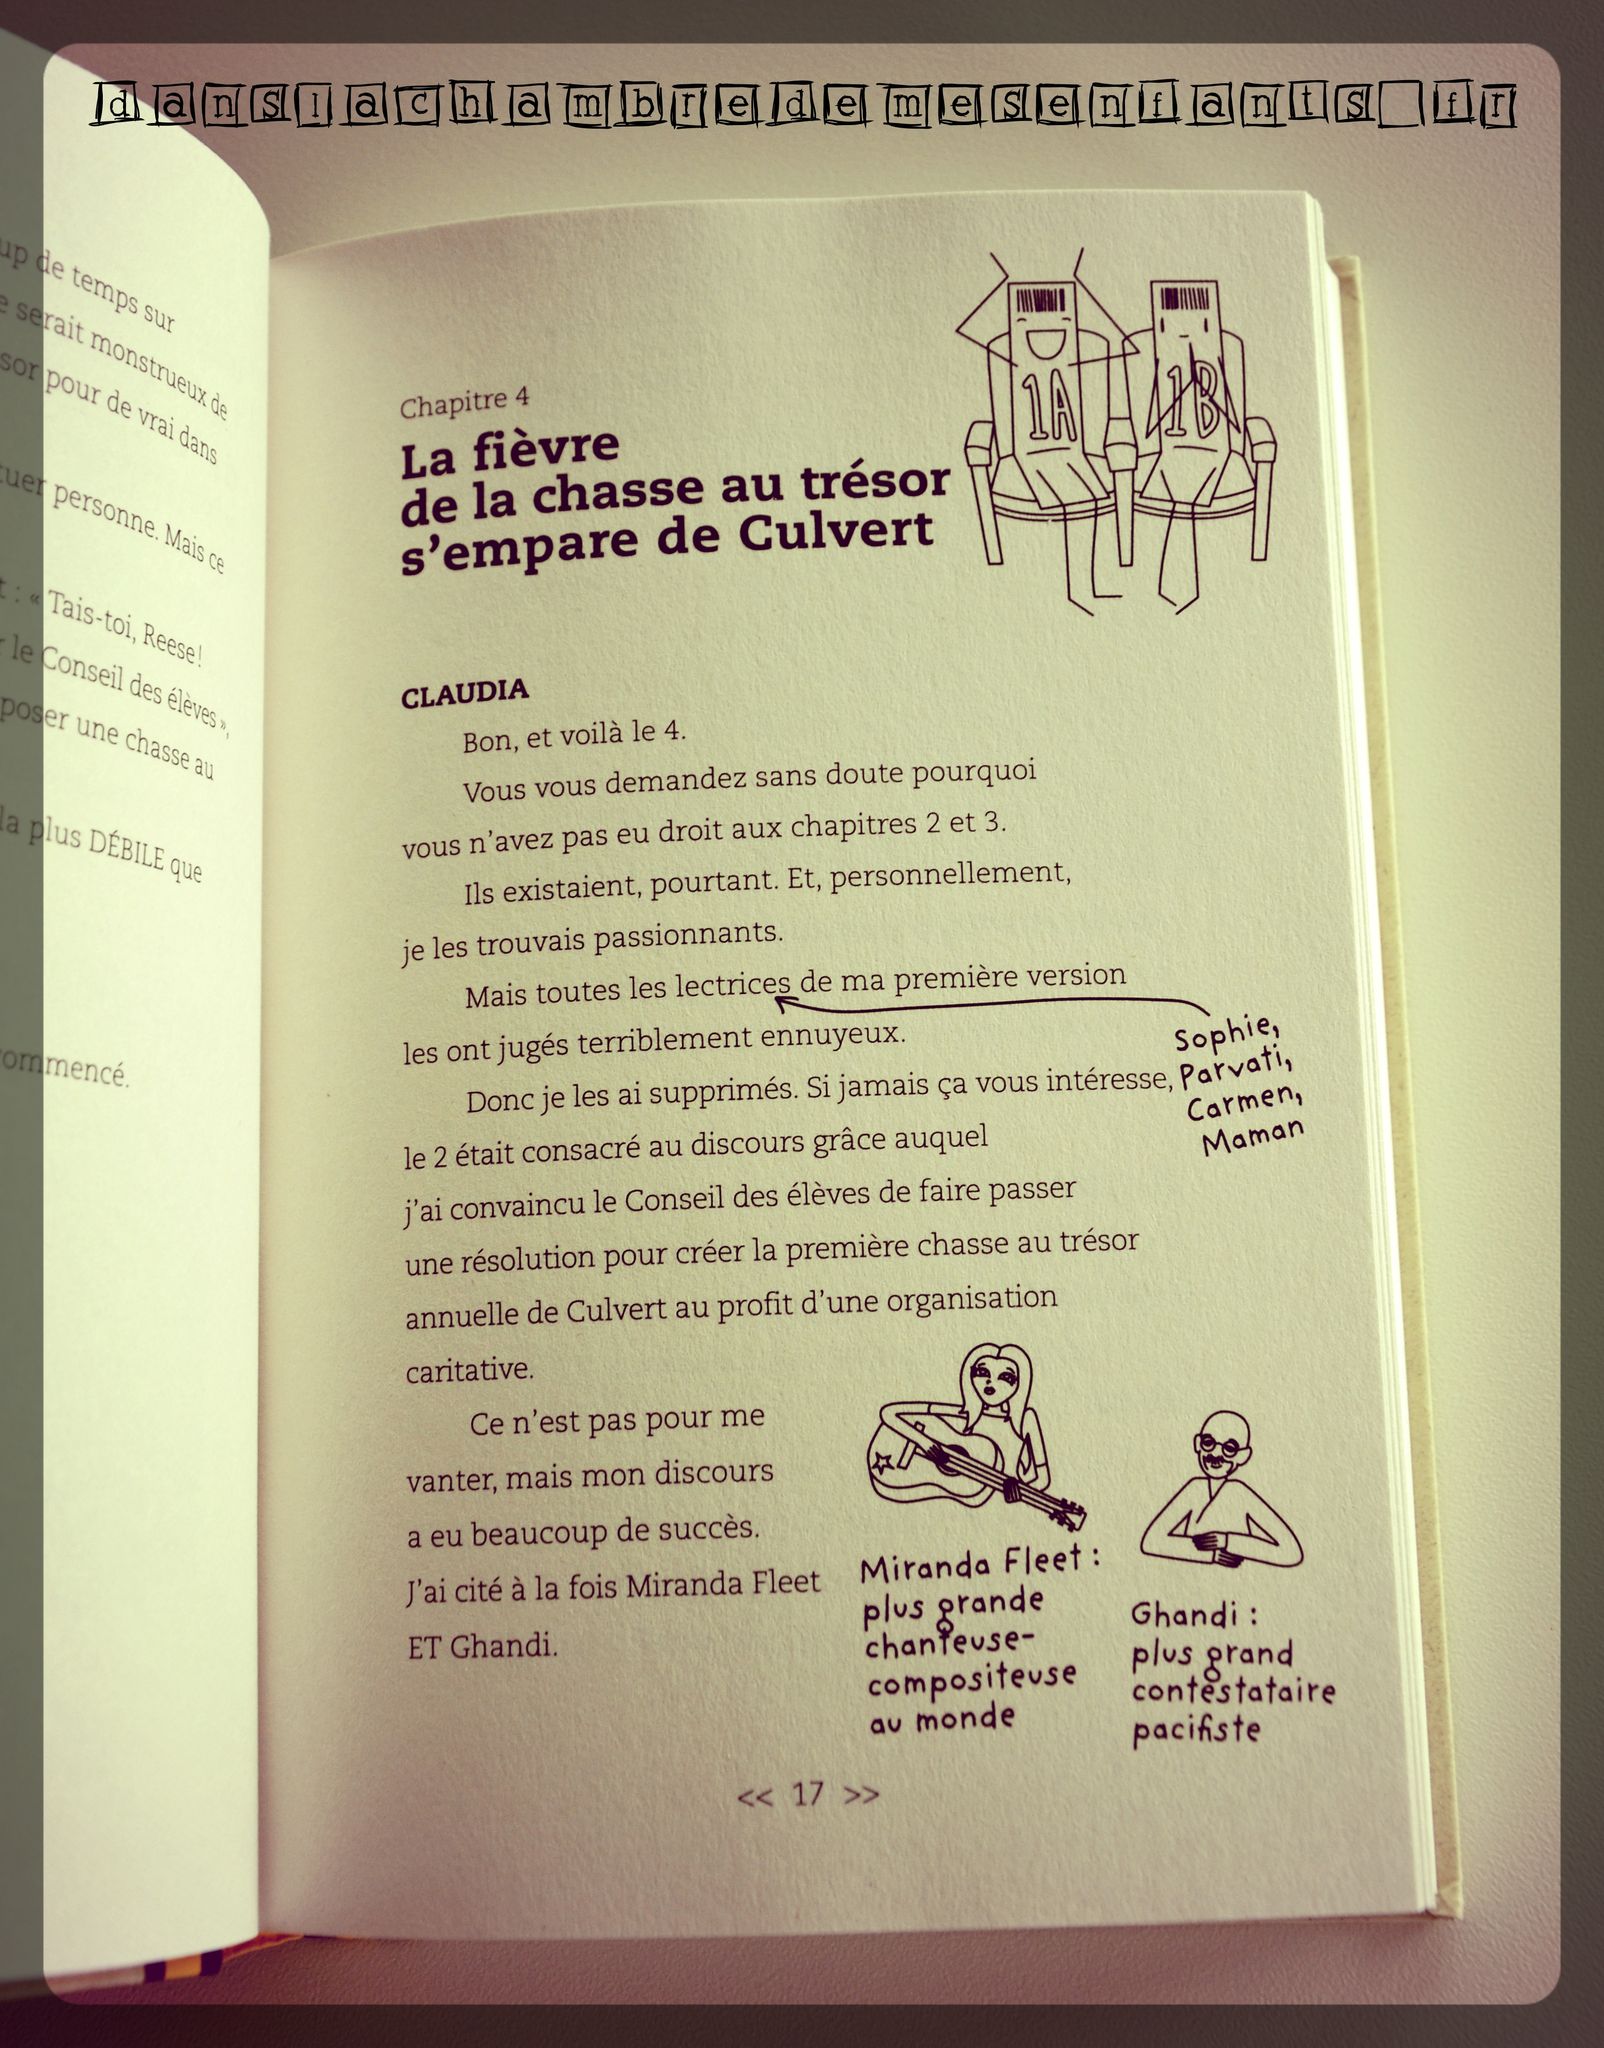 danslachambredemesenfants fr
up de temps sur
e serait monstrueux de
sor pour de vrai dans
tuer personne. Mais ce
t : « Tais-toi, Reese !
r le Conseil des élèves »,
poser une chasse au
la plus DÉBILE que
ommencé.
1A
1B
Chapitre 4
La fièvre
de la chasse au trésor
s'empare de Culvert
CLAUDIA
Bon, et voilà le 4.
Vous vous demandez sans doute pourquoi
vous n'avez pas eu droit aux chapitres 2 et 3.
Ils existaient, pourtant. Et, personnellement,
je les trouvais passionnants.
Mais toutes les lectrices de ma première version
les ont jugés terriblement ennuyeux.
Sophie,
Parvati,
Carmen,
Maman
Donc je les ai supprimés. Si jamais ça vous intéresse,
le 2 était consacré au discours grâce auquel
j'ai convaincu le Conseil des élèves de faire passer
une résolution pour créer la première chasse au trésor
annuelle de Culvert au profit d'une organisation
caritative.
Ce n'est pas pour me
vanter, mais mon discours
a eu beaucoup de succès.
J'ai cité à la fois Miranda Fleet
ET Ghandi.
Miranda Fleet :
plus grande
chanteuse-
compositeuse
au monde
Ghandi :
plus grand
contestataire
pacifiste
<< 17 >>